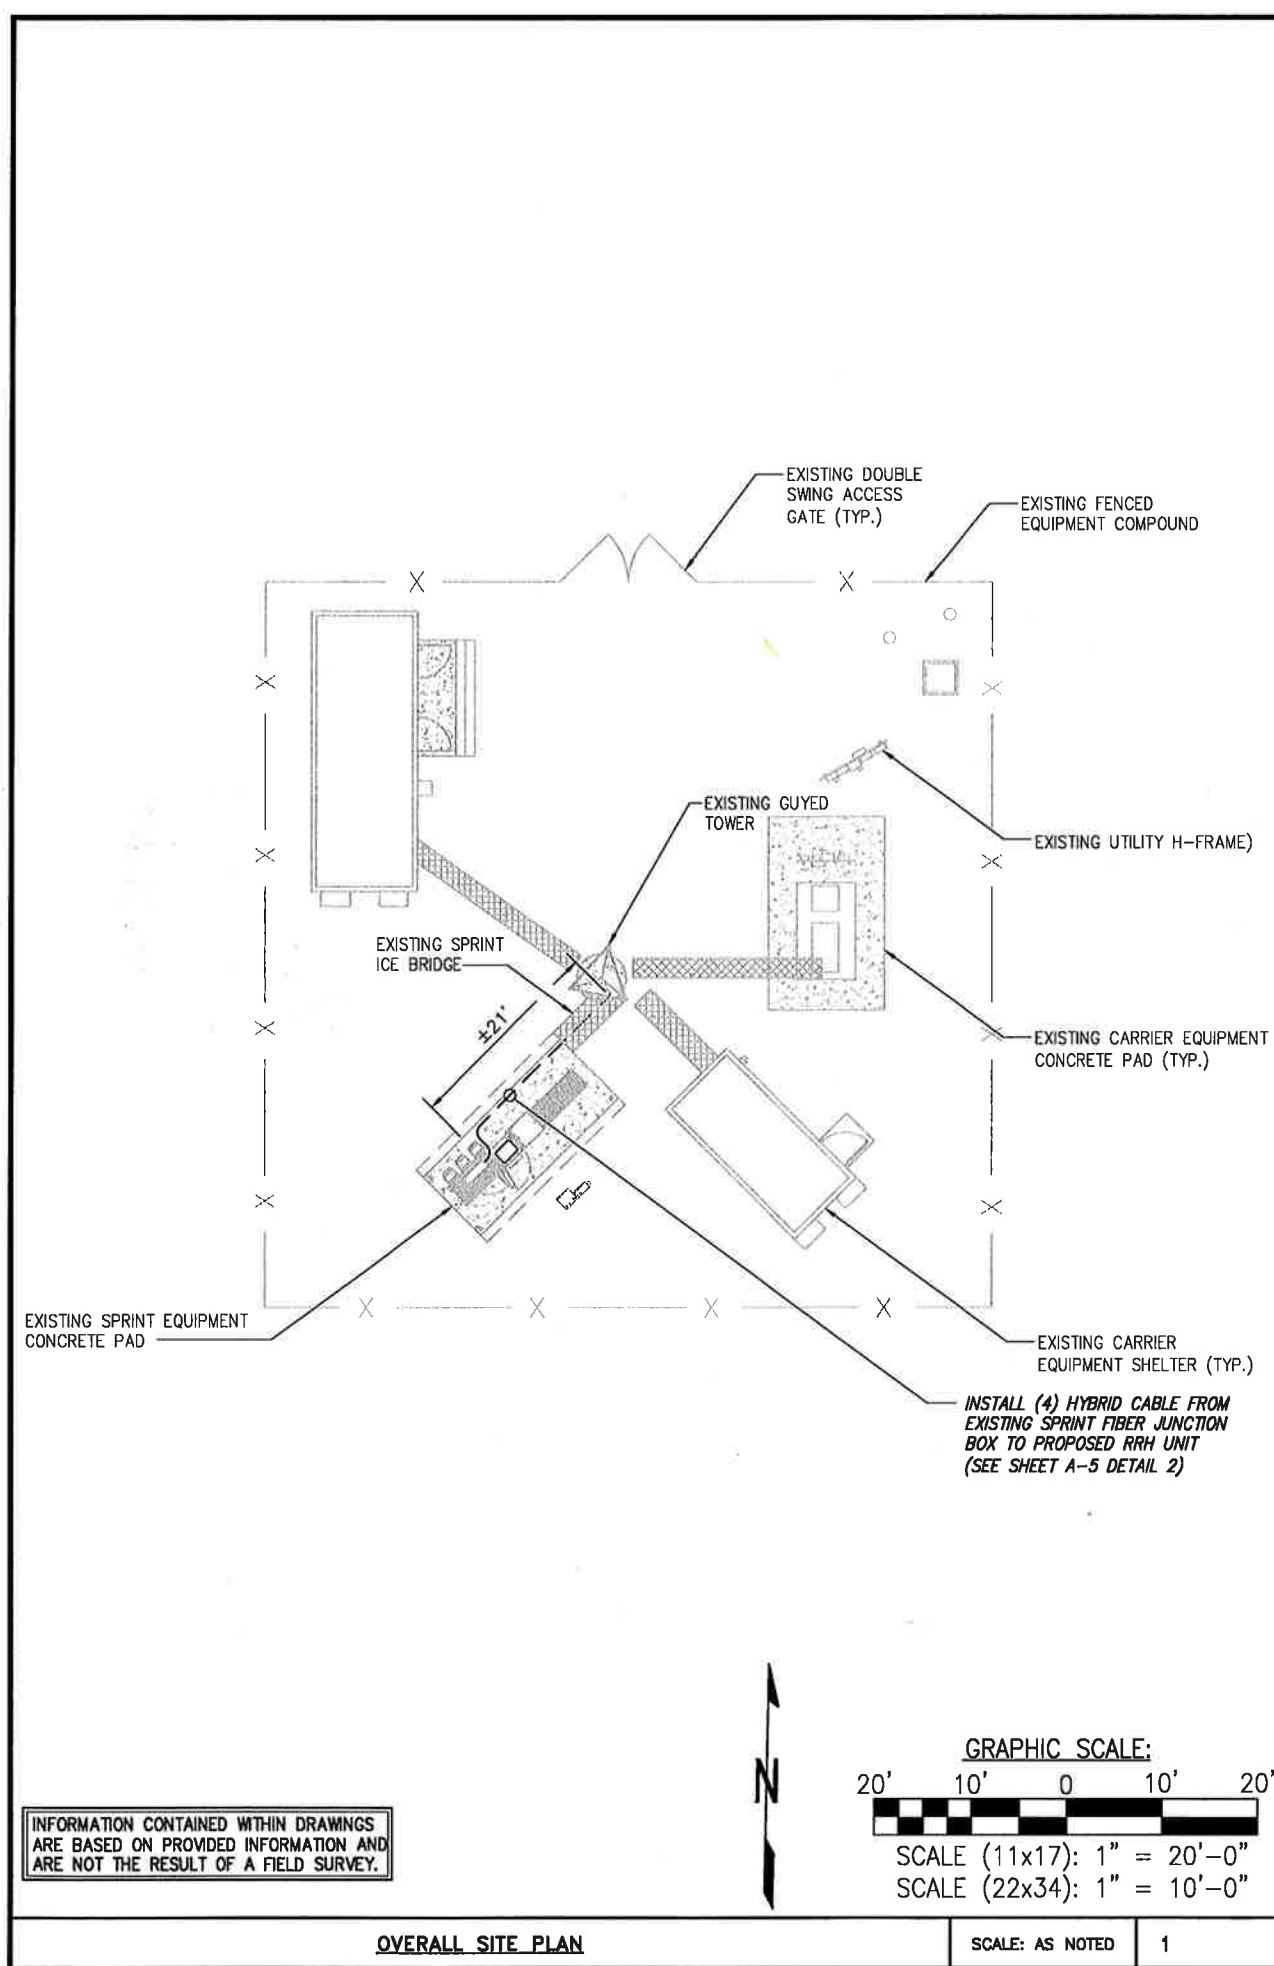 EXISTING DOUBLE
SWING ACCESS
GATE (TYP.)
EXISTING FENCED
EQUIPMENT COMPOUND
X
X
X
X
EXISTING GUYED
TOWER
EXISTING UTILITY H-FRAME)
X
X
EXISTING SPRINT
ICE BRIDGE
±21'
X
X
EXISTING CARRIER EQUIPMENT
CONCRETE PAD (TYP.)
X
X
X
X
X
X
EXISTING SPRINT EQUIPMENT
CONCRETE PAD
EXISTING CARRIER
EQUIPMENT SHELTER (TYP.)
INSTALL (4) HYBRID CABLE FROM
EXISTING SPRINT FIBER JUNCTION
BOX TO PROPOSED RRH UNIT
(SEE SHEET A-5 DETAIL 2)
N
GRAPHIC SCALE:
20' 10' 0 10' 20'
SCALE (11x17): 1" = 20'-0"
SCALE (22x34): 1" = 10'-0"
INFORMATION CONTAINED WITHIN DRAWINGS
ARE BASED ON PROVIDED INFORMATION AND
ARE NOT THE RESULT OF A FIELD SURVEY.
OVERALL SITE PLAN
SCALE: AS NOTED
1